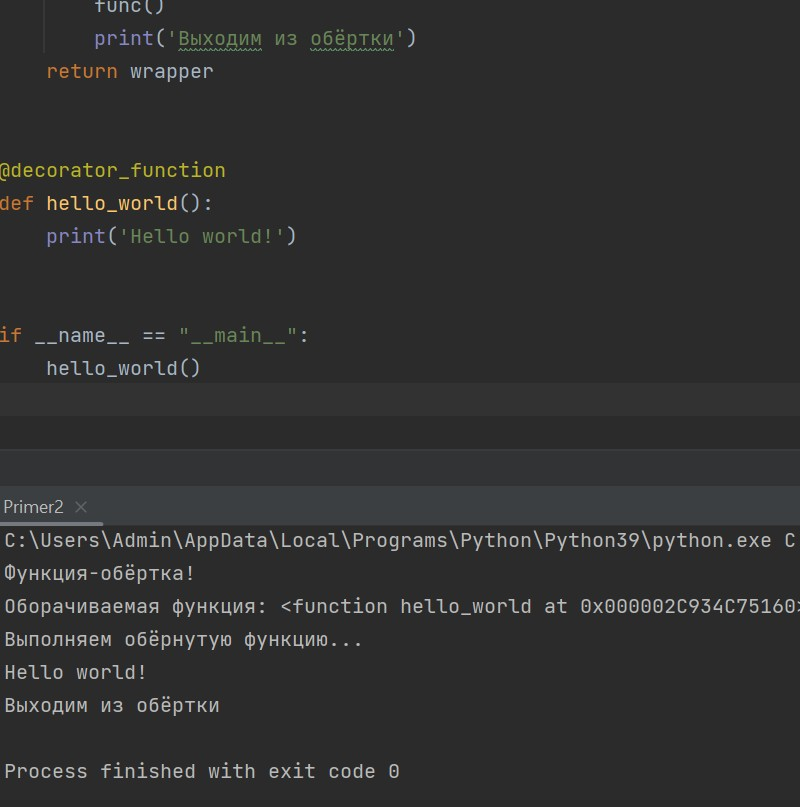 func()
print('Выходим из обёртки')
return wrapper
@decorator_function
def hello_world():
print('Hello world!')
if __name__ == "__main__":
hello_world()
Primer2
C:\Users\Admin\AppData\Local\Programs\Python\Python39\python.exe C
Функция-обёртка!
Оборачиваемая функция: <function hello_world at 0x000002C934C75160>
Выполняем обёрнутую функцию...
Hello world!
Выходим из обёртки
Process finished with exit code 0